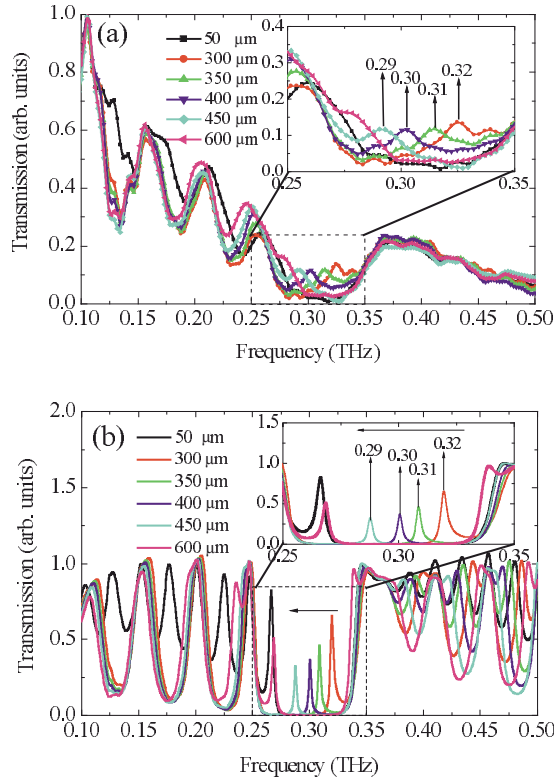 (a)
50 μm
300 μm
350 μm
400 μm
450 μm
600 μm
0.4
0.3
0.2
0.1
0.0
0.25
0.30
0.35
0.29
0.30
0.31
0.32
1.0
0.8
0.6
0.4
0.2
0.0
Transmission (arb. units)
0.10
0.15
0.20
0.25
0.30
0.35
0.40
0.45
0.50
Frequency (THz)
(b)
50 μm
300 μm
350 μm
400 μm
450 μm
600 μm
1.5
1.0
0.5
0.0
0.25
0.30
0.35
0.29
0.30
0.31
0.32
2.0
1.5
1.0
0.5
0.0
Transmission (arb. units)
0.10
0.15
0.20
0.25
0.30
0.35
0.40
0.45
0.50
Frequency (THz)